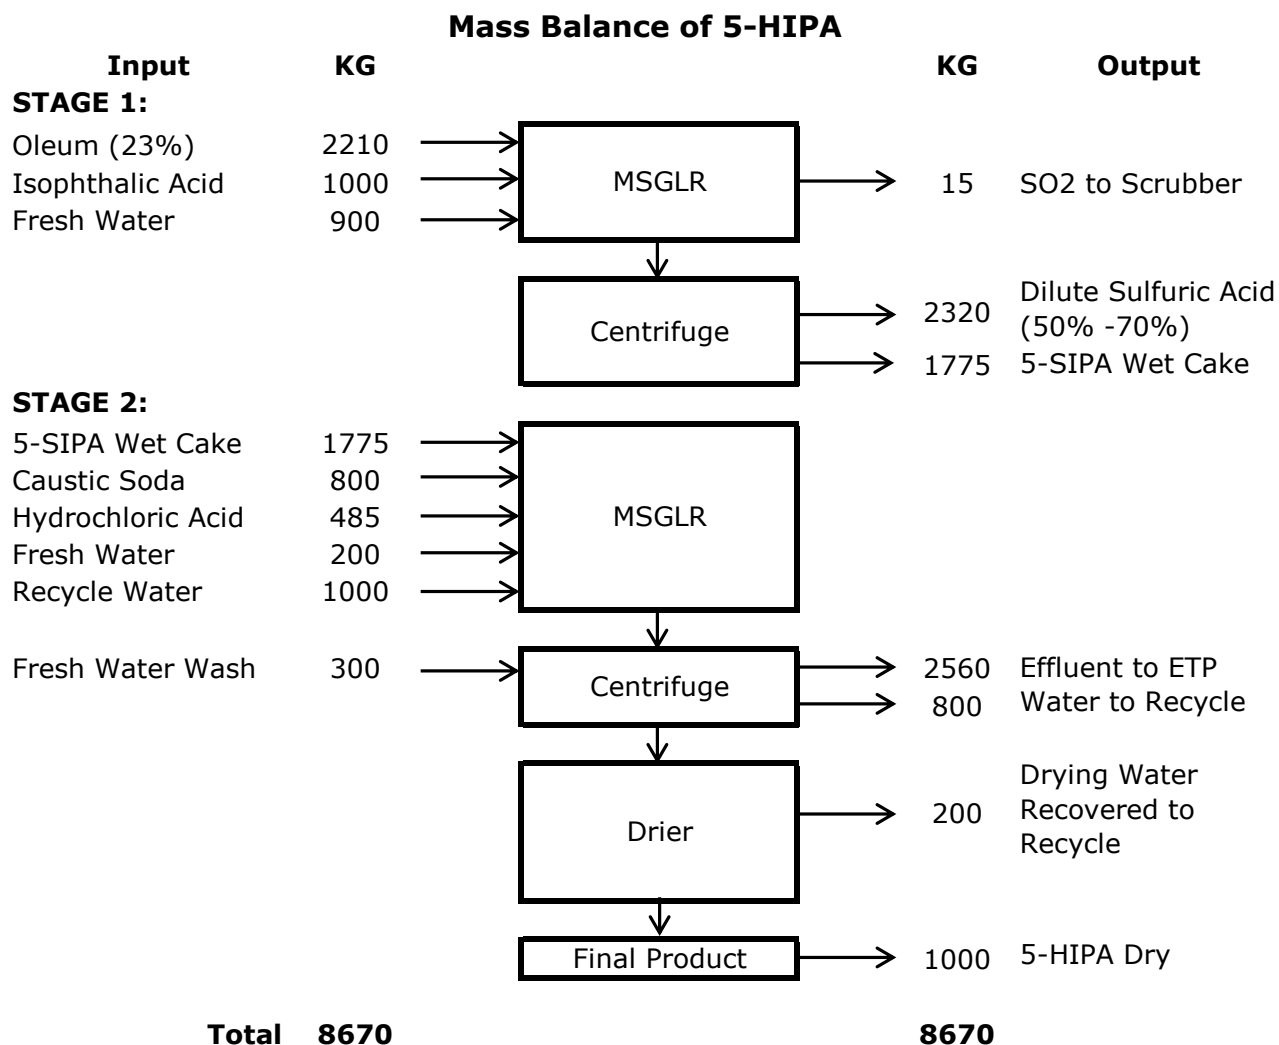 Mass Balance of 5-HIPA
Input KG KG Output
STAGE 1:
Oleum (23%) 2210
Isophthalic Acid 1000 MSGLR 15 SO2 to Scrubber
Fresh Water 900
Centrifuge 2320 Dilute Sulfuric Acid
(50% -70%)
1775 5-SIPA Wet Cake
STAGE 2:
5-SIPA Wet Cake 1775
Caustic Soda 800
Hydrochloric Acid 485 MSGLR
Fresh Water 200
Recycle Water 1000
Fresh Water Wash 300 Centrifuge 2560 Effluent to ETP
800 Water to Recycle
Drying Water
Drier 200 Recovered to
Recycle
Final Product 1000 5-HIPA Dry
Total 8670 8670